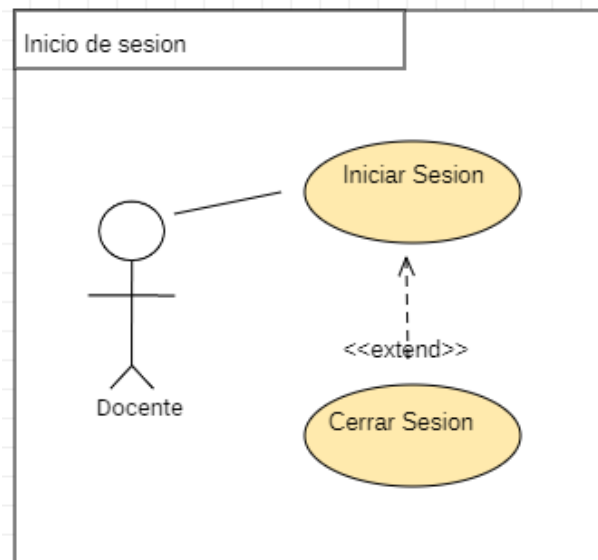 Inicio de sesion
Iniciar Sesion
<<extend>>
Docente
Cerrar Sesion